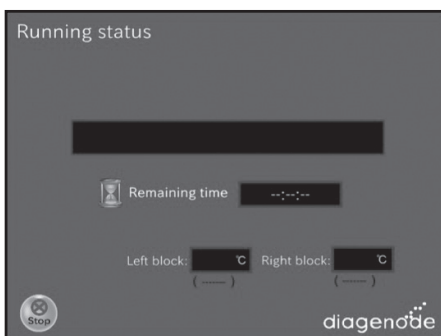 Running status
Remaining time --:--:--
Left block: ℃ Right block: ℃
( ------ ) ( ------ )
Stop
diagenode